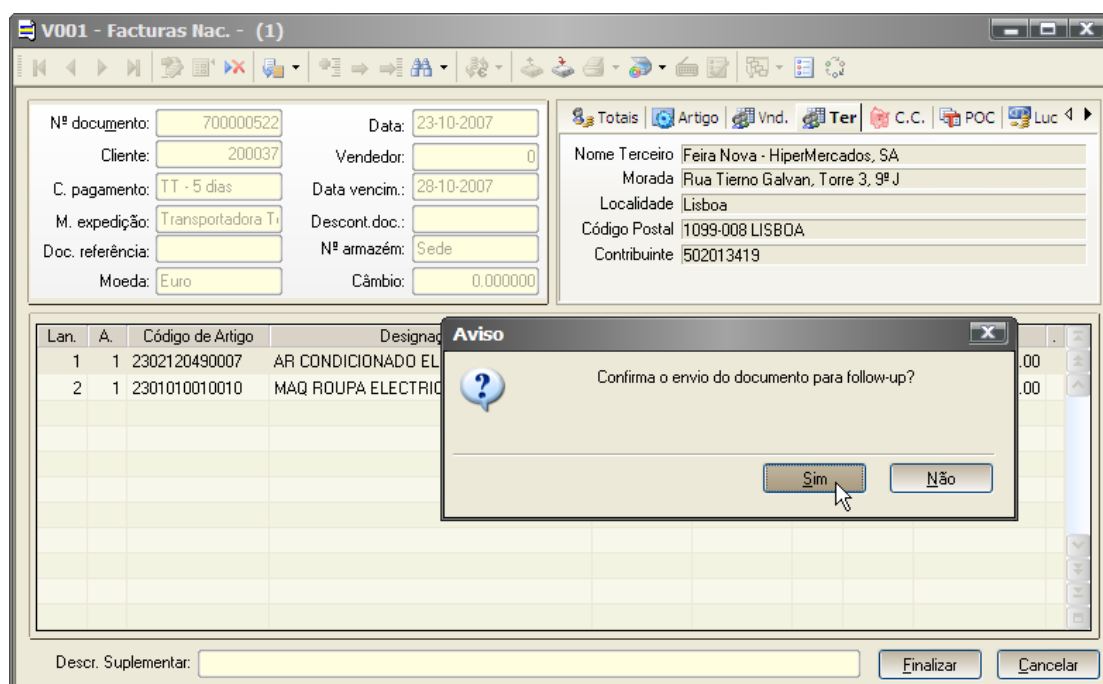 V001 - Facturas Nac. - (1)
Totais Artigo Vnd. Ter C.C. POC Luc
Nº documento: 700000522 Data: 23-10-2007
Cliente: 200037 Vendedor: 0
C. pagamento: TT - 5 dias Data vencim.: 28-10-2007
M. expedição: Transportadora Descont.doc.:
Doc. referência: Nº armazém: Sede
Moeda: Euro Câmbio: 0.000000
Nome Terceiro Feira Nova - HiperMercados, SA
Morada Rua Tierno Galvan, Torre 3, 9º J
Localidade Lisboa
Código Postal 1099-008 LISBOA
Contribuinte 502013419
Lan. A. Código de Artigo Designaç .
1 1 2302120490007 AR CONDICIONADO EL .00
2 1 2301010010010 MAQ ROUPA ELECTRIC .00
Aviso
Confirma o envio do documento para follow-up?
Sim Não
Descr. Suplementar: Finalizar Cancelar